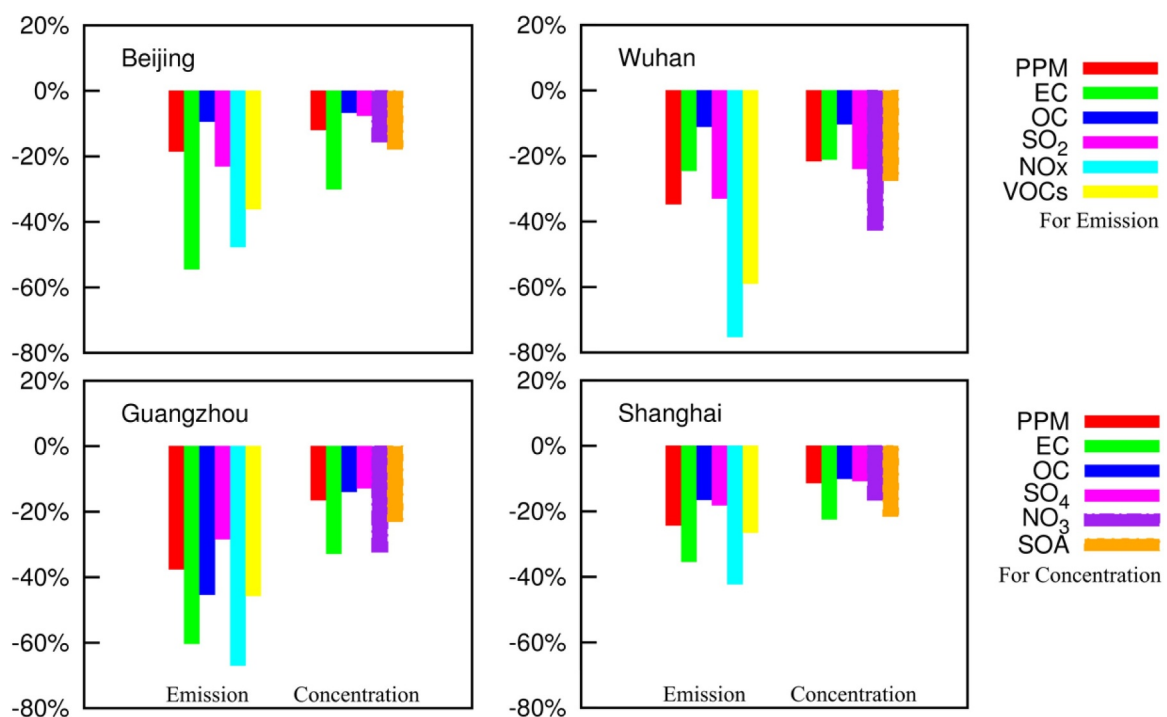 20%
0%
-20%
-40%
-60%
-80%
Beijing
Wuhan
PPM
EC
OC
SO2
NOx
VOCs
For Emission
20%
0%
-20%
-40%
-60%
-80%
20%
0%
-20%
-40%
-60%
-80%
Guangzhou
Emission Concentration
20%
0%
-20%
-40%
-60%
-80%
Shanghai
Emission Concentration
PPM
EC
OC
SO4
NO3
SOA
For Concentration